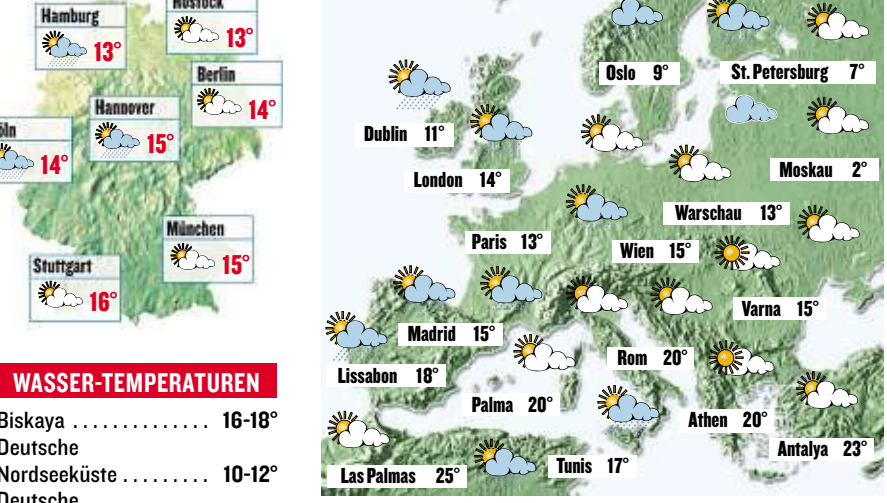 Hamburg
13°
Rostock
13°
Berlin
14°
Hannover
15°
öln
14°
München
15°
Stuttgart
16°
WASSER-TEMPERATUREN
Biskaya .............. 16-18°
Deutsche
Nordseeküste ......... 10-12°
Deutsche
Oslo 9°
St. Petersburg 7°
Dublin 11°
Moskau 2°
London 14°
Warschau 13°
Paris 13°
Wien 15°
Varna 15°
Madrid 15°
Rom 20°
Lissabon 18°
Palma 20°
Athen 20°
Antalya 23°
Las Palmas 25°
Tunis 17°